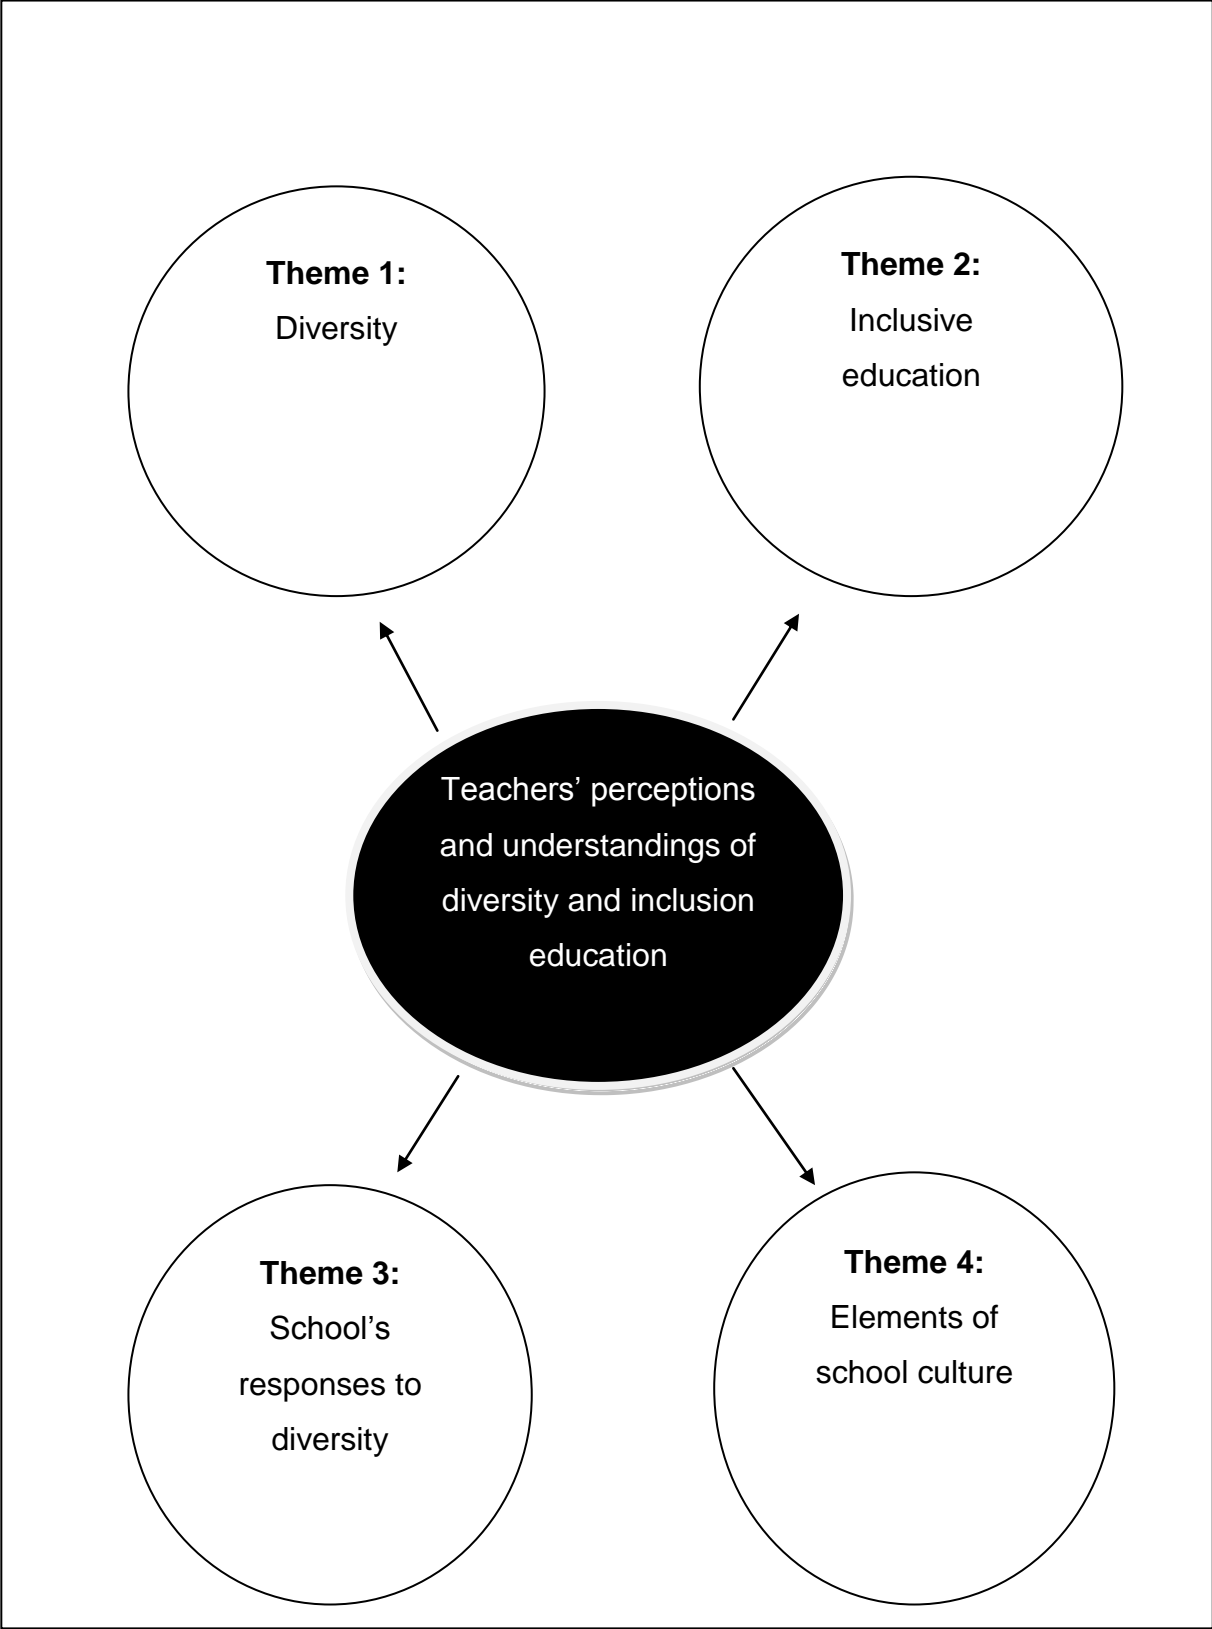 Theme 1:
Diversity
Theme 2:
Inclusive
education
Teachers’ perceptions
and understandings of
diversity and inclusion
education
Theme 3:
School’s
responses to
diversity
Theme 4:
Elements of
school culture